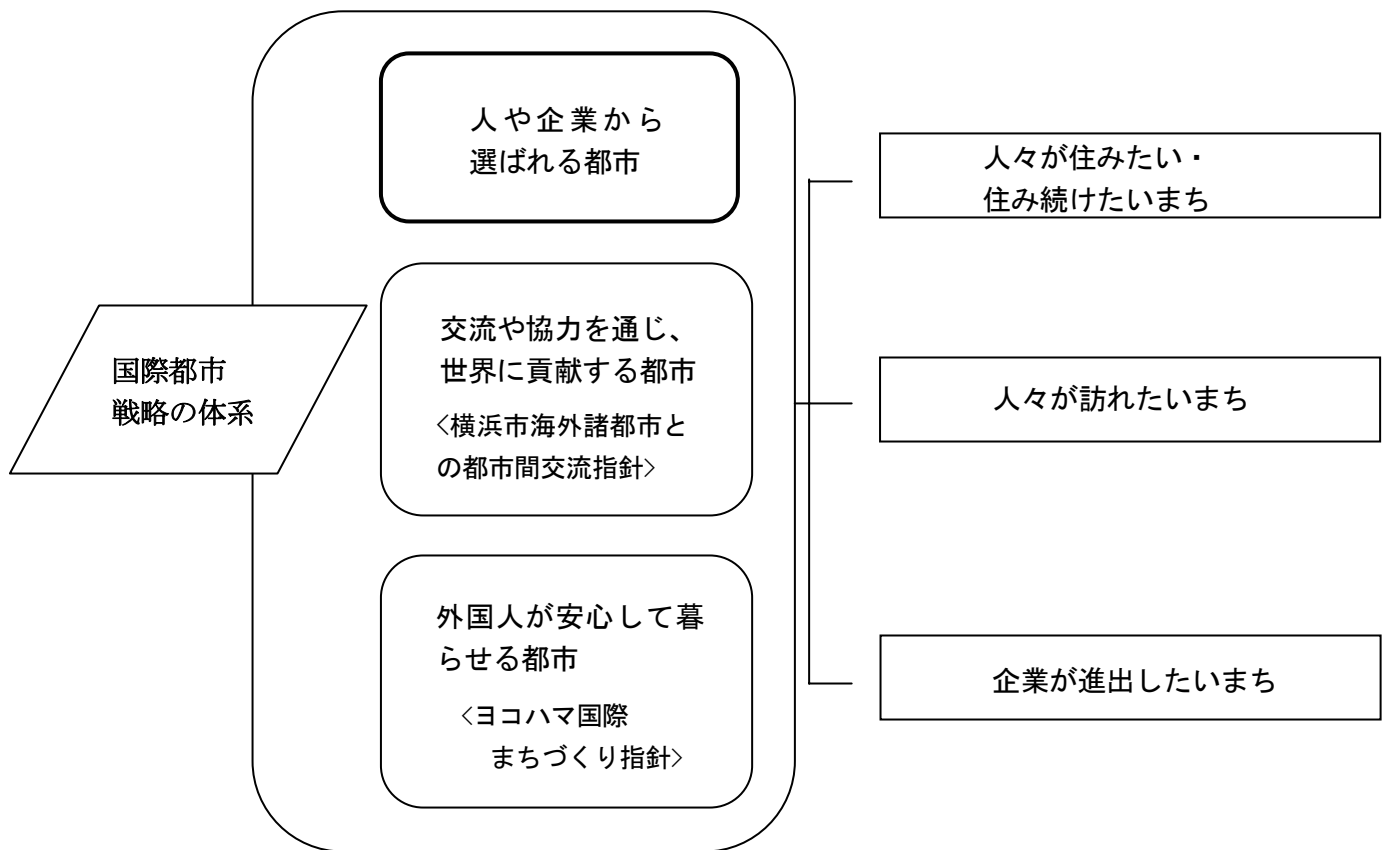 国際都市
戦略の体系
人や企業から
選ばれる都市
交流や協力を通じ、
世界に貢献する都市
<横浜市海外諸都市と
の都市間交流指針>
外国人が安心して暮
らせる都市
<ヨコハマ国際
まちづくり指針>
人々が住みたい・
住み続けたいまち
人々が訪れたいまち
企業が進出したいまち